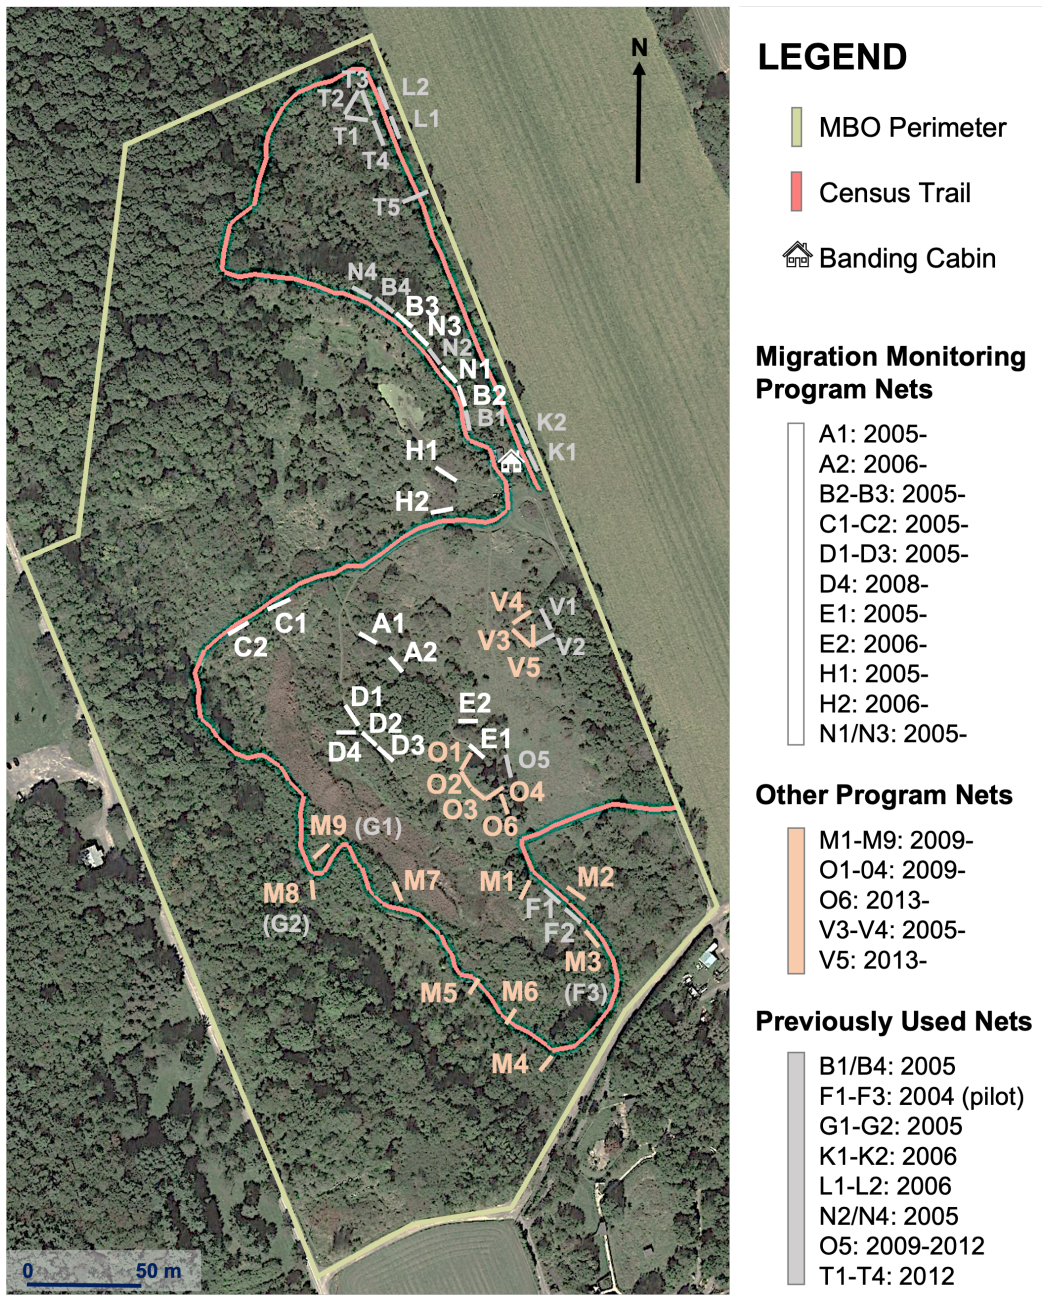 N
T3
L2
T2
L1
T1
T4
T5
N4
B4
B3
N3
N2
N1
B2
B1
K2
K1
H1
H2
C1
C2
A1
A2
V4
V1
V3
V2
V5
D1
D2
D4
D3
E2
E1
O1
O5
O2
O4
O3
O6
M9 (G1)
M8
(G2)
M7
M1
M2
F1
F2
M3
(F3)
M5
M6
M4
0 50 m
LEGEND
MBO Perimeter
Census Trail
Banding Cabin
Migration Monitoring
Program Nets
A1: 2005-
A2: 2006-
B2-B3: 2005-
C1-C2: 2005-
D1-D3: 2005-
D4: 2008-
E1: 2005-
E2: 2006-
H1: 2005-
H2: 2006-
N1/N3: 2005-
Other Program Nets
M1-M9: 2009-
O1-04: 2009-
O6: 2013-
V3-V4: 2005-
V5: 2013-
Previously Used Nets
B1/B4: 2005
F1-F3: 2004 (pilot)
G1-G2: 2005
K1-K2: 2006
L1-L2: 2006
N2/N4: 2005
O5: 2009-2012
T1-T4: 2012